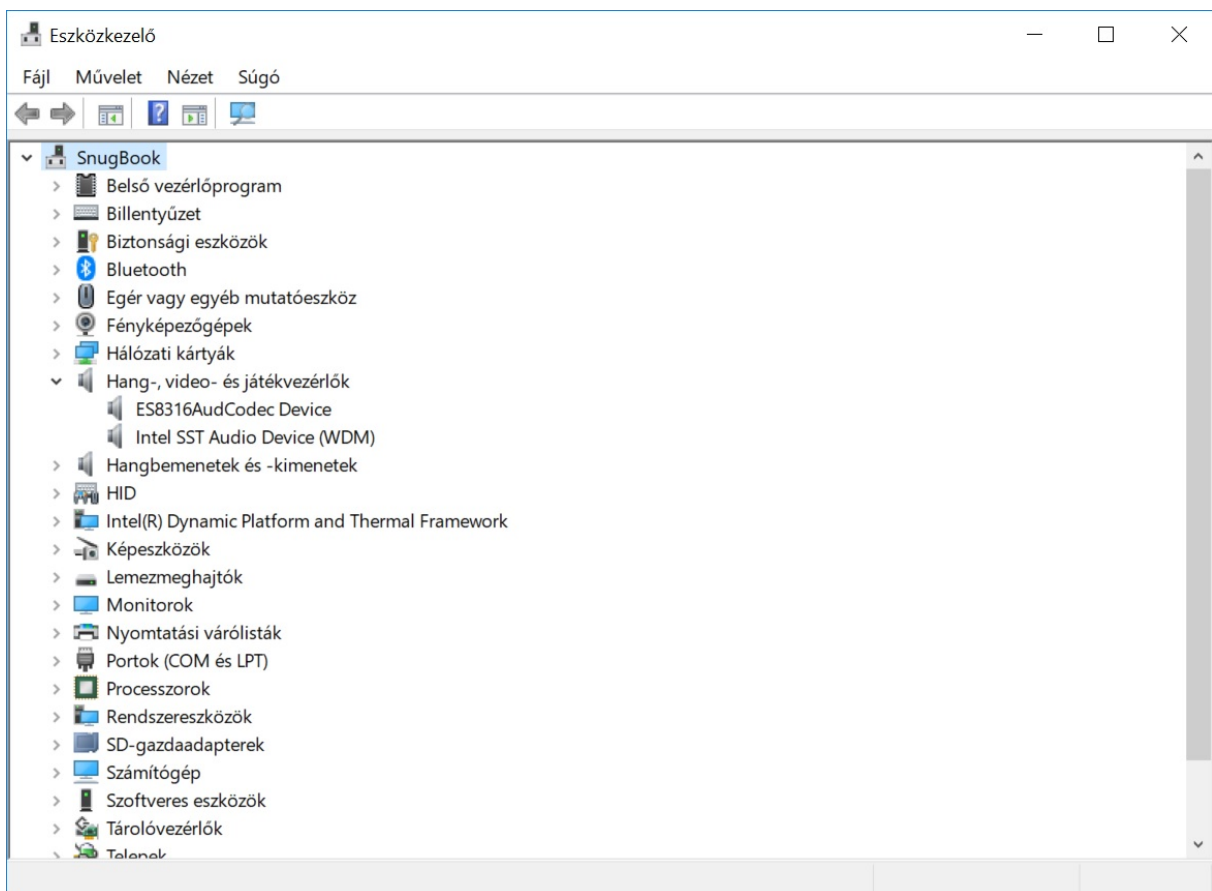 Eszközkezelő
Fájl Művelet Nézet Súgó
SnugBook
Belső vezérlőprogram
Billentyűzet
Biztonsági eszközök
Bluetooth
Egér vagy egyéb mutatóeszköz
Fényképezőgépek
Hálózati kártyák
Hang-, video- és játékvezérlők
ES8316AudCodec Device
Intel SST Audio Device (WDM)
Hangbemenetek és -kimenetek
HID
Intel(R) Dynamic Platform and Thermal Framework
Képeszközök
Lemezmeghajtók
Monitorok
Nyomtatási várólisták
Portok (COM és LPT)
Processzorok
Rendszereszközök
SD-gazdaadapterek
Számítógép
Szoftveres eszközök
Tárolóvezérlők
Telepek